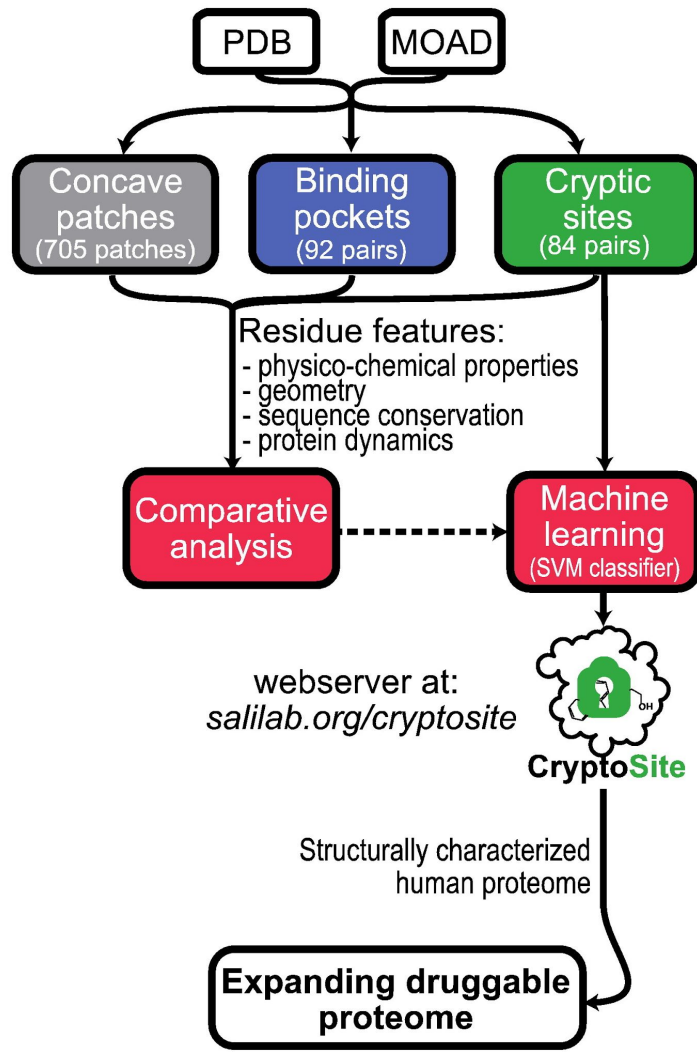 PDB
MOAD
Concave
patches
(705 patches)
Binding
pockets
(92 pairs)
Cryptic
sites
(84 pairs)
Residue features:
- physico-chemical properties
- geometry
- sequence conservation
- protein dynamics
Comparative
analysis
Machine
learning
(SVM classifier)
webserver at:
salilab.org/cryptosite
OH
CryptoSite
Structurally characterized
human proteome
Expanding druggable
proteome